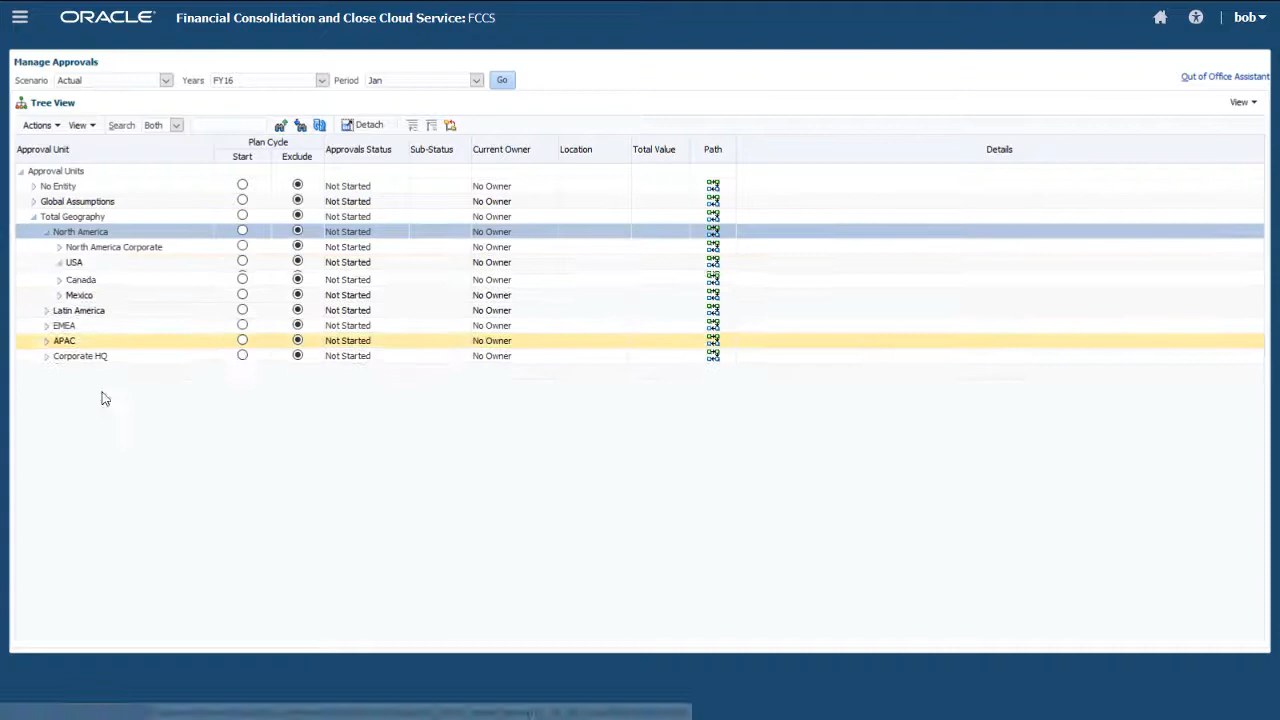 ORACLE® Financial Consolidation and Close Cloud Service: FCCS bob
Manage Approvals
Scenario Actual Years FY16 Period Jan Go Out of Office Assistant
Tree View View
Actions View Search Both Detach
Plan Cycle
Approval Unit Start Exclude Approvals Status Sub-Status Current Owner Location Total Value Path Details
Approval Units
No Entity Not Started No Owner
Global Assumptions Not Started No Owner
Total Geography Not Started No Owner
North America Not Started No Owner
North America Corporate Not Started No Owner
USA Not Started No Owner
Canada Not Started No Owner
Mexico Not Started No Owner
Latin America Not Started No Owner
EMEA Not Started No Owner
APAC Not Started No Owner
Corporate HQ Not Started No Owner